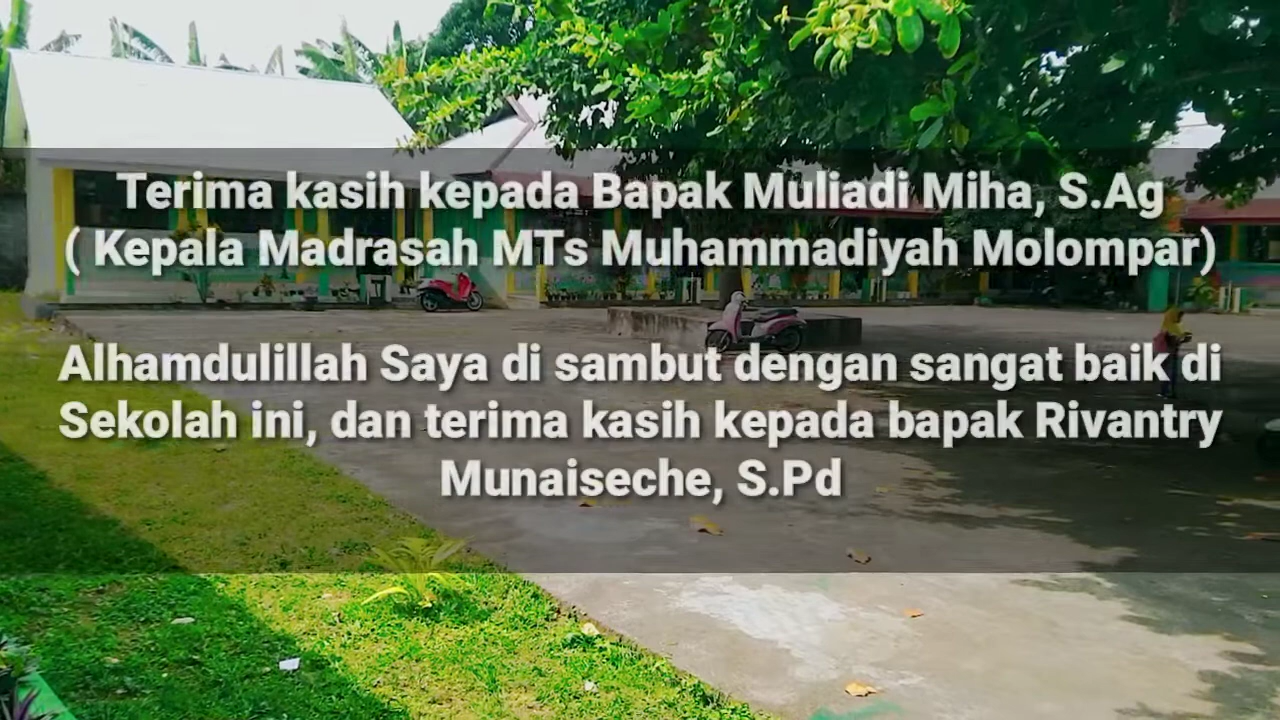 Terima kasih kepada Bapak Muliadi Miha, S.Ag
( Kepala Madrasah MTs Muhammadiyah Molompar)
Alhamdulillah Saya di sambut dengan sangat baik di
Sekolah ini, dan terima kasih kepada bapak Rivantry
Munaiseche, S.Pd